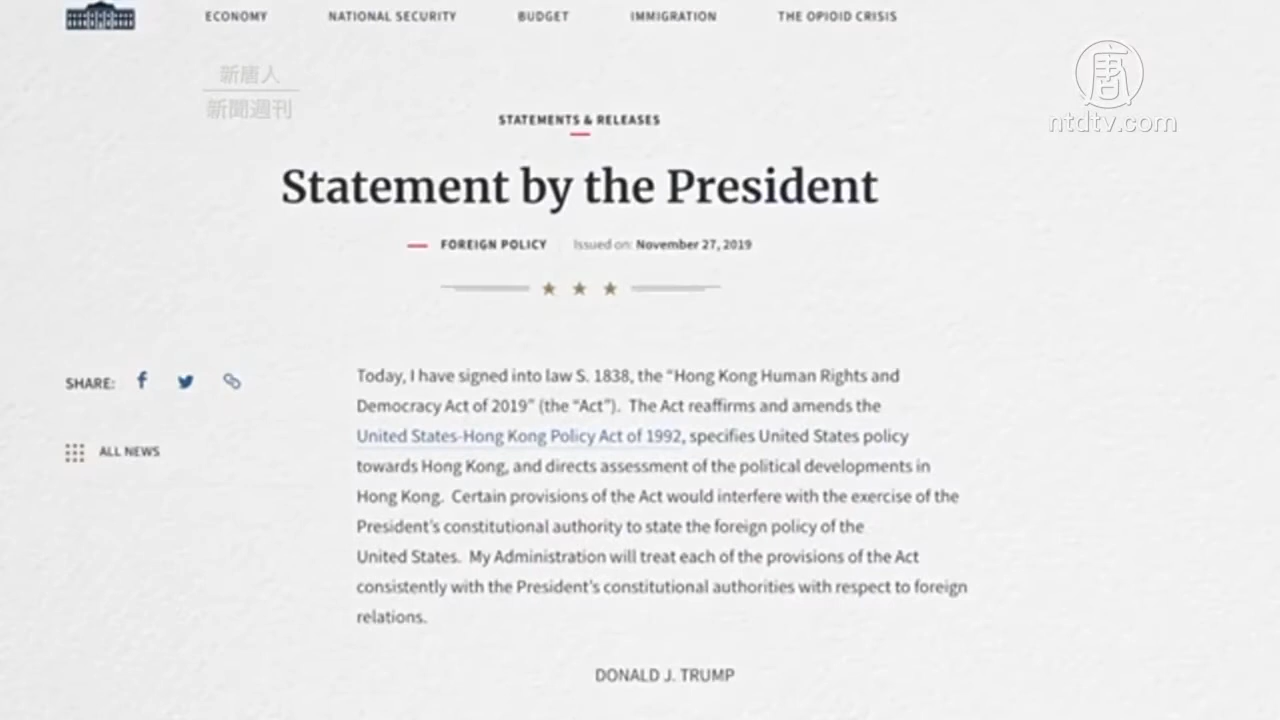 ECONOMY NATIONAL SECURITY BUDGET IMMIGRATION THE OPIOID CRISIS
新唐人
新聞週刊
唐
ntdtv.com
STATEMENTS & RELEASES
Statement by the President
FOREIGN POLICY Issued on: November 27, 2019
SHARE:
ALL NEWS
Today, I have signed into law S. 1838, the “Hong Kong Human Rights and
Democracy Act of 2019” (the “Act”). The Act reaffirms and amends the
United States-Hong Kong Policy Act of 1992, specifies United States policy
towards Hong Kong, and directs assessment of the political developments in
Hong Kong. Certain provisions of the Act would interfere with the exercise of the
President’s constitutional authority to state the foreign policy of the
United States. My Administration will treat each of the provisions of the Act
consistently with the President’s constitutional authorities with respect to foreign
relations.
DONALD J. TRUMP